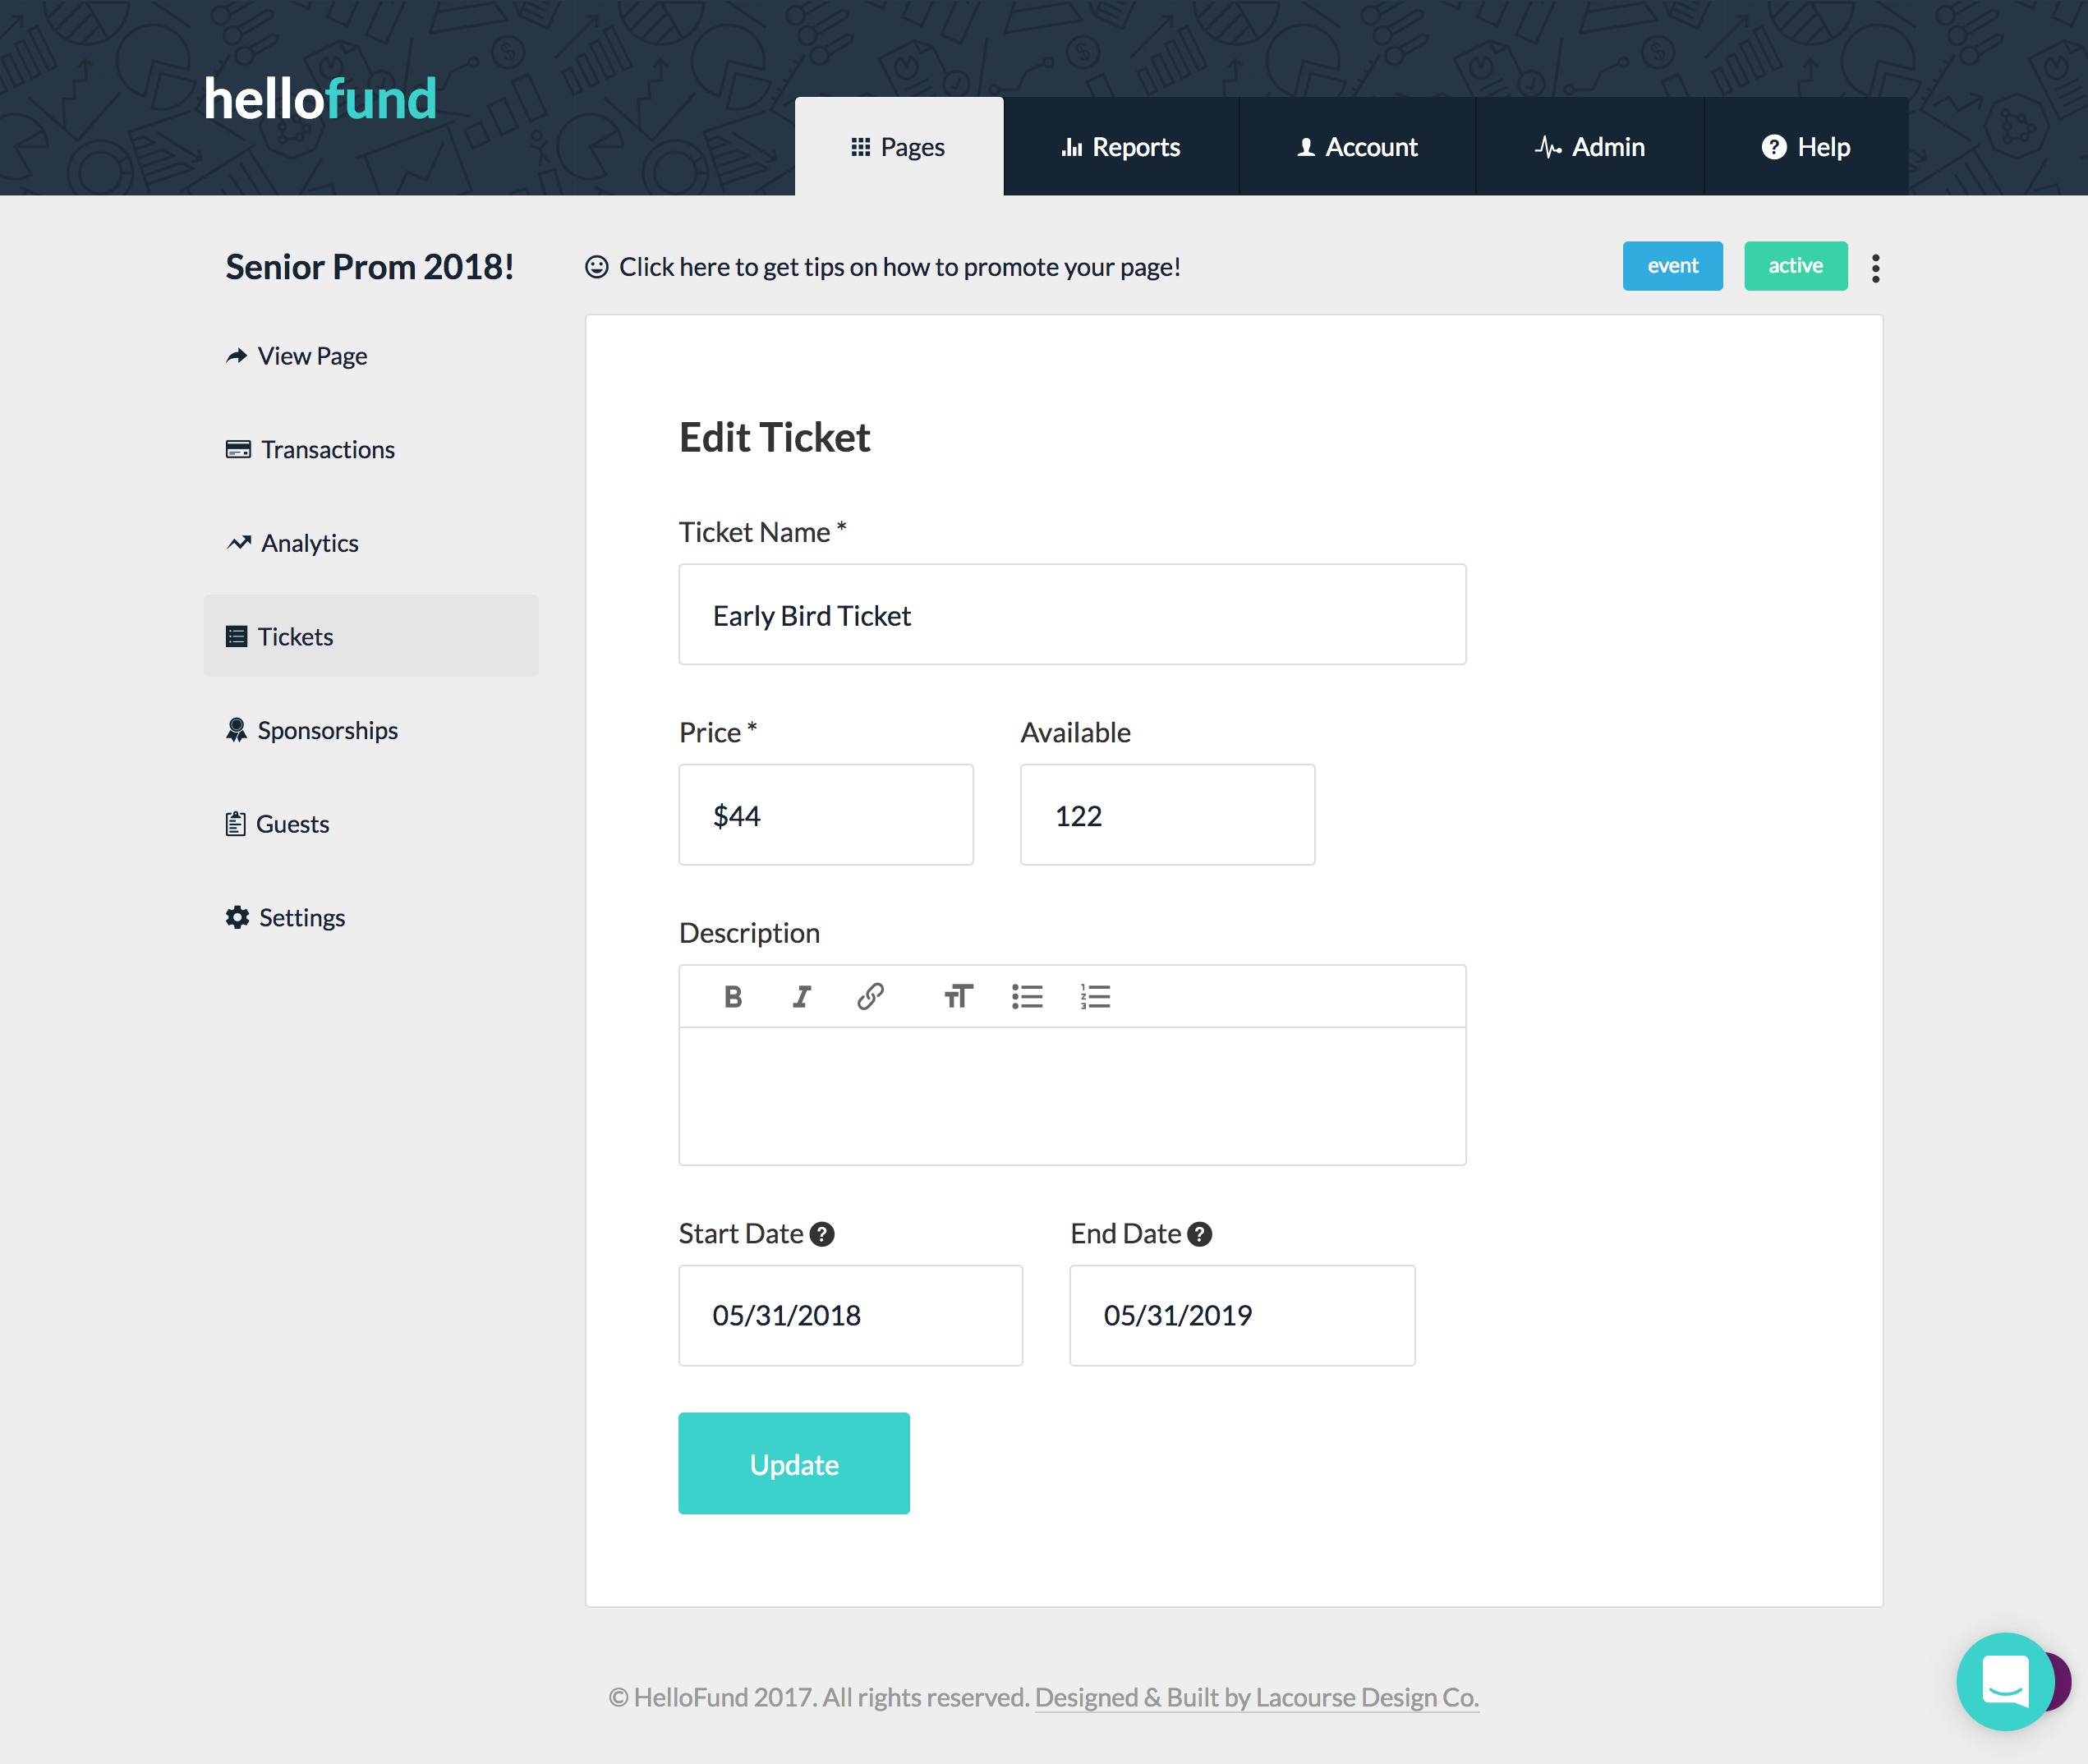 hellofund
Pages
Reports
Account
Admin
Help
Senior Prom 2018!
Click here to get tips on how to promote your page!
event
active
View Page
Transactions
Analytics
Tickets
Sponsorships
Guests
Settings
Edit Ticket
Ticket Name *
Early Bird Ticket
Price * Available
$44 122
Description
Start Date End Date
05/31/2018 05/31/2019
Update
© HelloFund 2017. All rights reserved. Designed & Built by Lacourse Design Co.